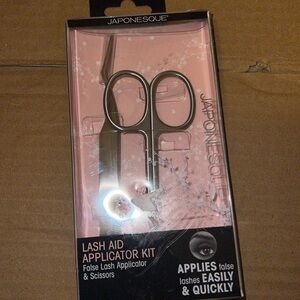 JAPONESQUE®
JAPONESQUE
LASH AID
APPLICATOR KIT
False Lash Applicator
& Scissors
APPLIES false
lashes EASILY
& QUICKLY